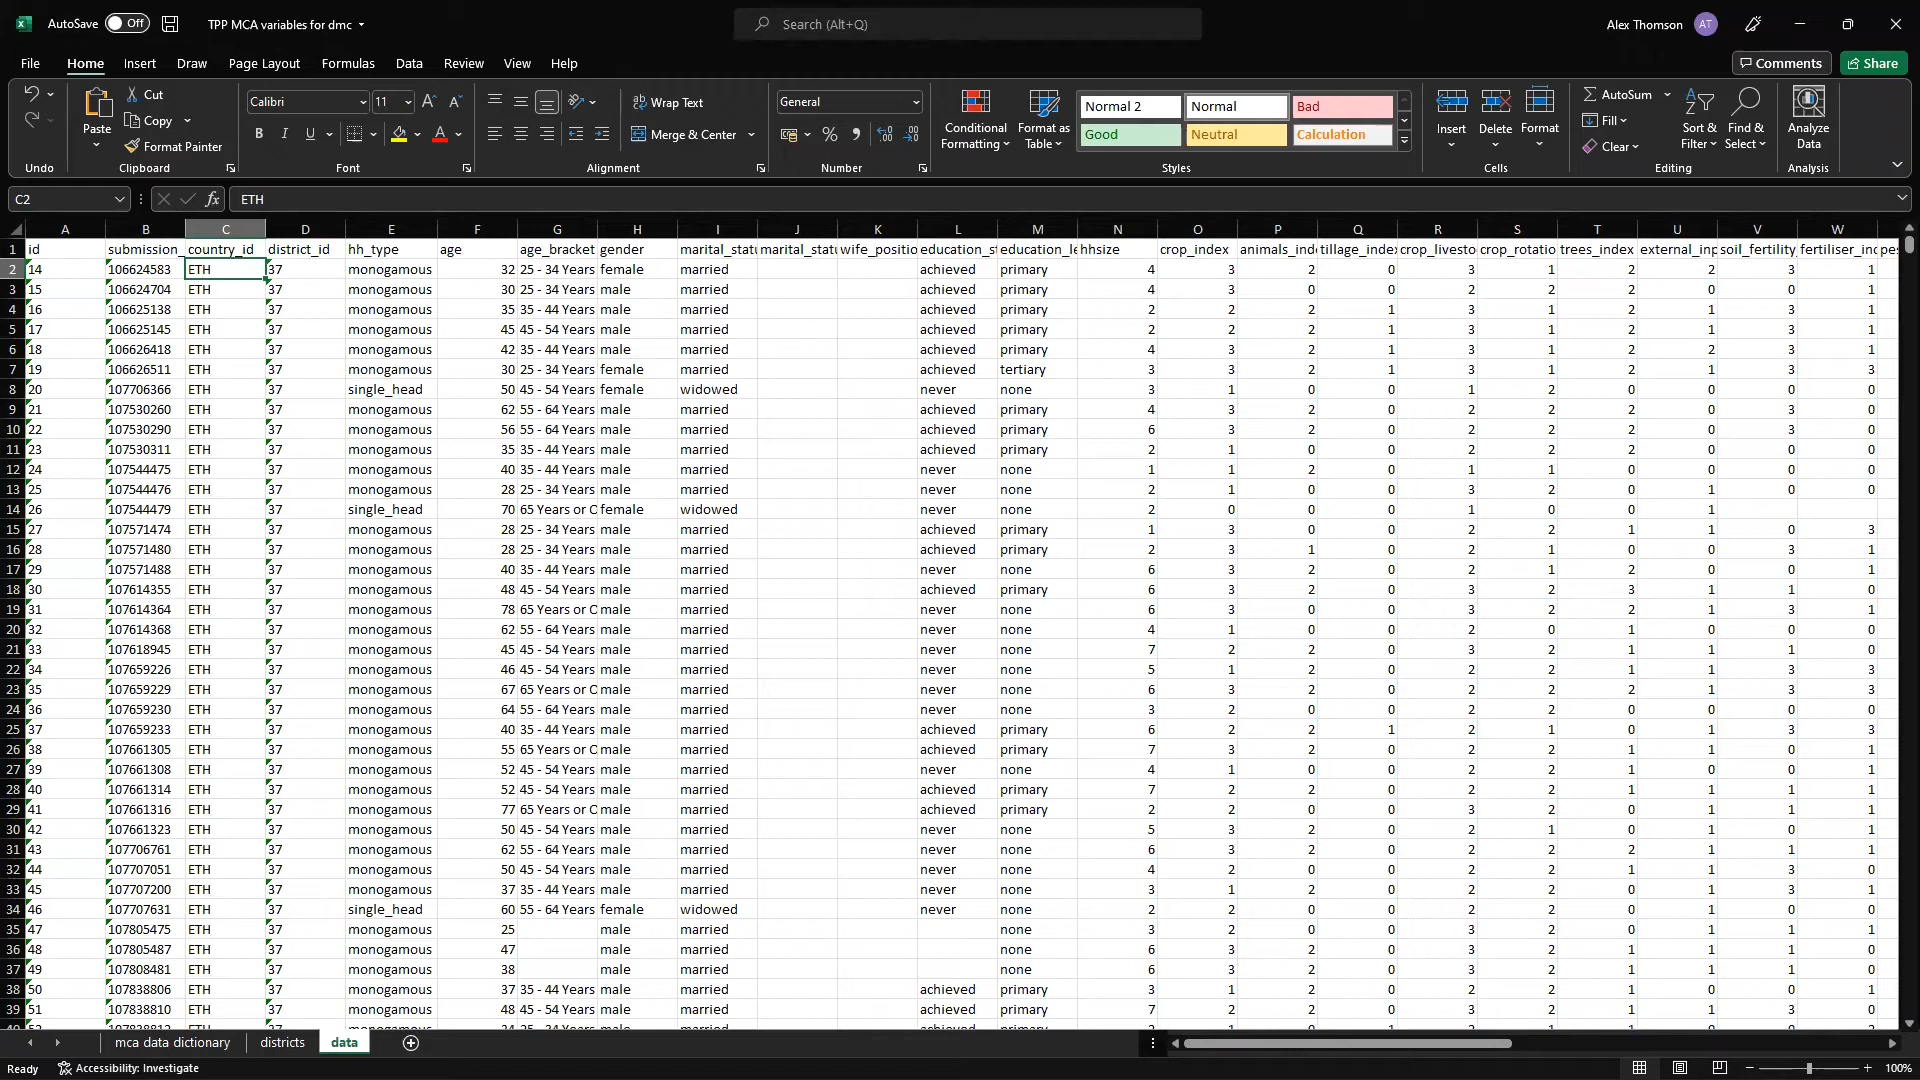 AutoSave Off TPP MCA variables for dmc Search (Alt+Q) Alex Thomson AT
File Home Insert Draw Page Layout Formulas Data Review View Help Comments Share
Paste Cut Copy Format Painter Calibri 11 Wrap Text Merge & Center General Conditional Formatting Format as Table Normal 2 Normal Bad Good Neutral Calculation Insert Delete Format AutoSum Fill Clear Sort & Filter Find & Select Analyze Data
Undo Clipboard Font Alignment Number Styles Cells Editing Analysis
C2 fx ETH
A B C D E F G H I J K L M N O P Q R S T U V W
1 id submission_ country_id district_id hh_type age age_bracket gender marital_statu marital_statu wife_positio education_st education_le hhsize crop_index animals_ind tillage_index crop_livesto crop_rotatio trees_index external_inp soil_fertility_ fertiliser_inc pes
2 14 106624583 ETH 37 monogamous 32 25 - 34 Years female married achieved primary 4 3 2 0 3 1 2 2 3 1
3 15 106624704 ETH 37 monogamous 30 25 - 34 Years female married achieved primary 4 3 0 0 2 2 2 0 0 1
4 16 106625138 ETH 37 monogamous 35 35 - 44 Years male married achieved primary 2 2 2 1 3 1 2 1 3 1
5 17 106625145 ETH 37 monogamous 45 45 - 54 Years male married achieved primary 2 2 2 1 3 1 2 1 3 1
6 18 106626418 ETH 37 monogamous 42 35 - 44 Years male married achieved primary 4 3 2 1 3 1 2 2 3 1
7 19 106626511 ETH 37 monogamous 30 25 - 34 Years female married achieved tertiary 3 3 2 1 3 1 2 1 3 3
8 20 107706366 ETH 37 single_head 50 45 - 54 Years female widowed never none 3 1 0 0 1 2 0 0 0 0
9 21 107530260 ETH 37 monogamous 62 55 - 64 Years male married achieved primary 4 3 2 0 2 2 2 0 3 0
10 22 107530290 ETH 37 monogamous 56 55 - 64 Years male married achieved primary 6 3 2 0 2 2 2 0 3 0
11 23 107530311 ETH 37 monogamous 35 35 - 44 Years male married achieved primary 2 1 0 0 2 2 2 0 0 0
12 24 107544475 ETH 37 monogamous 40 35 - 44 Years male married never none 1 1 2 0 1 1 0 0 0 0
13 25 107544476 ETH 37 monogamous 28 25 - 34 Years male married never none 2 1 0 0 3 2 0 1 0 0
14 26 107544479 ETH 37 single_head 70 65 Years or O female widowed never none 2 0 0 0 1 0 0 1
15 27 107571474 ETH 37 monogamous 28 25 - 34 Years male married achieved primary 1 3 0 0 2 2 1 1 0 3
16 28 107571480 ETH 37 monogamous 28 25 - 34 Years male married achieved primary 2 3 1 0 2 1 0 0 3 1
17 29 107571488 ETH 37 monogamous 40 35 - 44 Years male married never none 6 3 2 0 2 1 2 0 0 1
18 30 107614355 ETH 37 monogamous 48 45 - 54 Years male married achieved primary 6 3 2 0 3 2 3 1 1 0
19 31 107614364 ETH 37 monogamous 78 65 Years or O male married never none 6 3 0 0 3 2 2 1 3 1
20 32 107614368 ETH 37 monogamous 62 55 - 64 Years male married never none 4 1 0 0 2 0 1 0 0 0
21 33 107618945 ETH 37 monogamous 45 45 - 54 Years male married never none 7 2 2 0 3 2 1 1 1 0
22 34 107659226 ETH 37 monogamous 46 45 - 54 Years male married never none 5 1 2 0 2 2 1 1 3 3
23 35 107659229 ETH 37 monogamous 67 65 Years or O male married never none 6 3 2 0 2 2 2 1 3 3
24 36 107659230 ETH 37 monogamous 64 55 - 64 Years male married never none 3 2 0 0 2 2 0 0 0 0
25 37 107659233 ETH 37 monogamous 40 35 - 44 Years male married achieved primary 6 2 2 1 2 1 0 1 3 3
26 38 107661305 ETH 37 monogamous 55 65 Years or O male married achieved primary 7 3 2 0 2 2 1 1 0 1
27 39 107661308 ETH 37 monogamous 52 45 - 54 Years male married never none 4 1 0 0 2 2 1 0 0 1
28 40 107661314 ETH 37 monogamous 52 45 - 54 Years male married achieved primary 7 2 2 0 2 2 1 1 1 1
29 41 107661316 ETH 37 monogamous 77 65 Years or O male married achieved primary 2 2 0 0 3 2 0 1 1 1
30 42 107661323 ETH 37 monogamous 50 45 - 54 Years male married never none 5 3 2 0 2 1 0 1 0 1
31 43 107706761 ETH 37 monogamous 62 55 - 64 Years male married never none 6 3 2 0 2 2 2 1 1 1
32 44 107707051 ETH 37 monogamous 50 45 - 54 Years male married never none 4 2 0 0 2 2 1 1 3 0
33 45 107707200 ETH 37 monogamous 37 35 - 44 Years male married never none 3 1 2 0 2 2 0 1 3 1
34 46 107707631 ETH 37 single_head 60 55 - 64 Years female widowed never none 2 2 0 0 2 2 0 1 0 0
35 47 107805475 ETH 37 monogamous 25 male married none 3 2 0 0 3 2 0 1 1 1
36 48 107805487 ETH 37 monogamous 47 male married none 6 3 2 0 2 2 1 1 1 0
37 49 107808481 ETH 37 monogamous 38 male married none 6 3 2 0 3 2 1 1 1 0
38 50 107838806 ETH 37 monogamous 37 35 - 44 Years male married achieved primary 3 1 2 0 2 2 1 0 0 1
39 51 107838810 ETH 37 monogamous 48 45 - 54 Years male married achieved primary 7 2 2 0 3 2 1 1 3 0
mca data dictionary districts data
Ready Accessibility: Investigate 100%